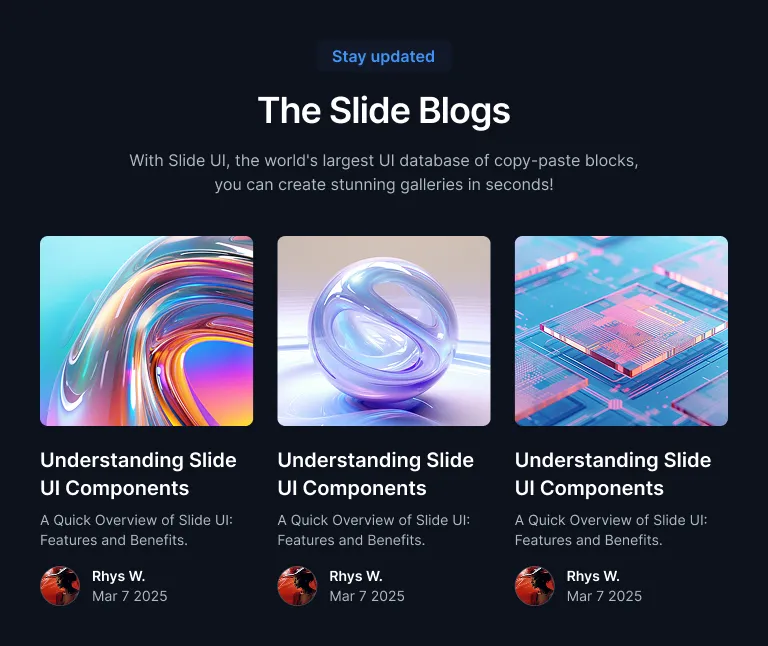 Stay updated
The Slide Blogs
With Slide UI, the world's largest UI database of copy-paste blocks,
you can create stunning galleries in seconds!
Understanding Slide
UI Components
A Quick Overview of Slide UI:
Features and Benefits.
Rhys W.
Mar 7 2025
Understanding Slide
UI Components
A Quick Overview of Slide UI:
Features and Benefits.
Rhys W.
Mar 7 2025
Understanding Slide
UI Components
A Quick Overview of Slide UI:
Features and Benefits.
Rhys W.
Mar 7 2025